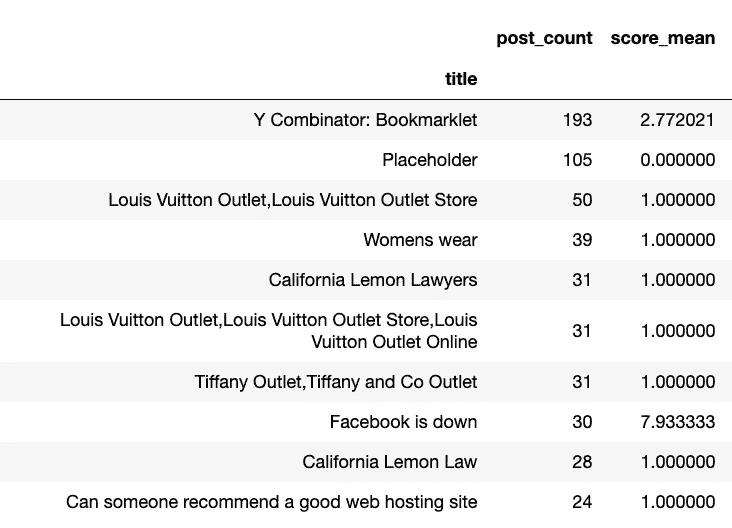 post_count score_mean
title
Y Combinator: Bookmarklet 193 2.772021
Placeholder 105 0.000000
Louis Vuitton Outlet,Louis Vuitton Outlet Store 50 1.000000
Womens wear 39 1.000000
California Lemon Lawyers 31 1.000000
Louis Vuitton Outlet,Louis Vuitton Outlet Store,Louis
Vuitton Outlet Online 31 1.000000
Tiffany Outlet,Tiffany and Co Outlet 31 1.000000
Facebook is down 30 7.933333
California Lemon Law 28 1.000000
Can someone recommend a good web hosting site 24 1.000000